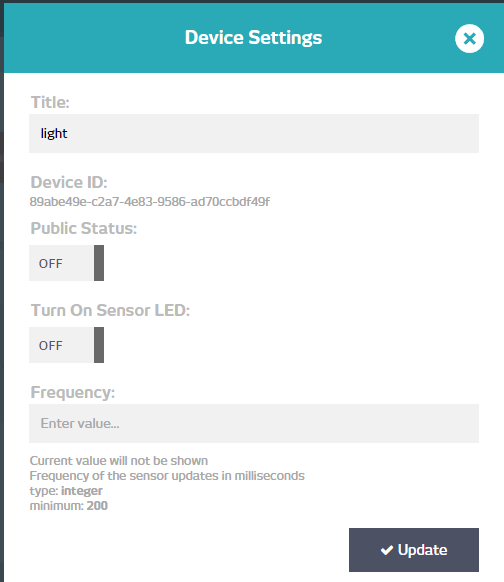 Device Settings
Title:
light
Device ID:
89abe49e-c2a7-4e83-9586-ad70ccbdf49f
Public Status:
OFF
Turn On Sensor LED:
OFF
Frequency:
Enter value...
Current value will not be shown
Frequency of the sensor updates in milliseconds
type: integer
minimum: 200
Update